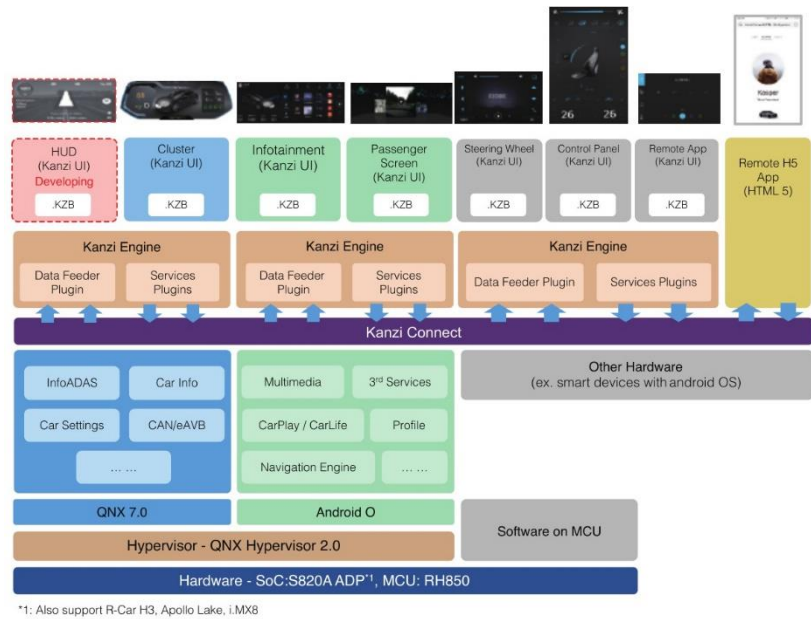 Kasper
26
26
HUD
(Kanzi UI)
Developing
.KZB
Cluster
(Kanzi UI)
.KZB
Infotainment
(Kanzi UI)
.KZB
Passenger
Screen
(Kanzi UI)
.KZB
Steering Wheel
(Kanzi UI)
.KZB
Control Panel
(Kanzi UI)
.KZB
Remote App
(Kanzi UI)
.KZB
Remote H5
App
(HTML 5)
Kanzi Engine
Data Feeder
Plugin
Services
Plugins
Kanzi Engine
Data Feeder
Plugin
Services
Plugins
Kanzi Engine
Data Feeder Plugin
Services Plugins
Kanzi Connect
InfoADAS
Car Info
Car Settings
CAN/eAVB
... ...
Multimedia
3rd Services
CarPlay / CarLife
Profile
Navigation Engine
... ...
Other Hardware
(ex. smart devices with android OS)
QNX 7.0
Android O
Software on MCU
Hypervisor - QNX Hypervisor 2.0
Hardware - SoC:S820A ADP*1, MCU: RH850
*1: Also support R-Car H3, Apollo Lake, i.MX8